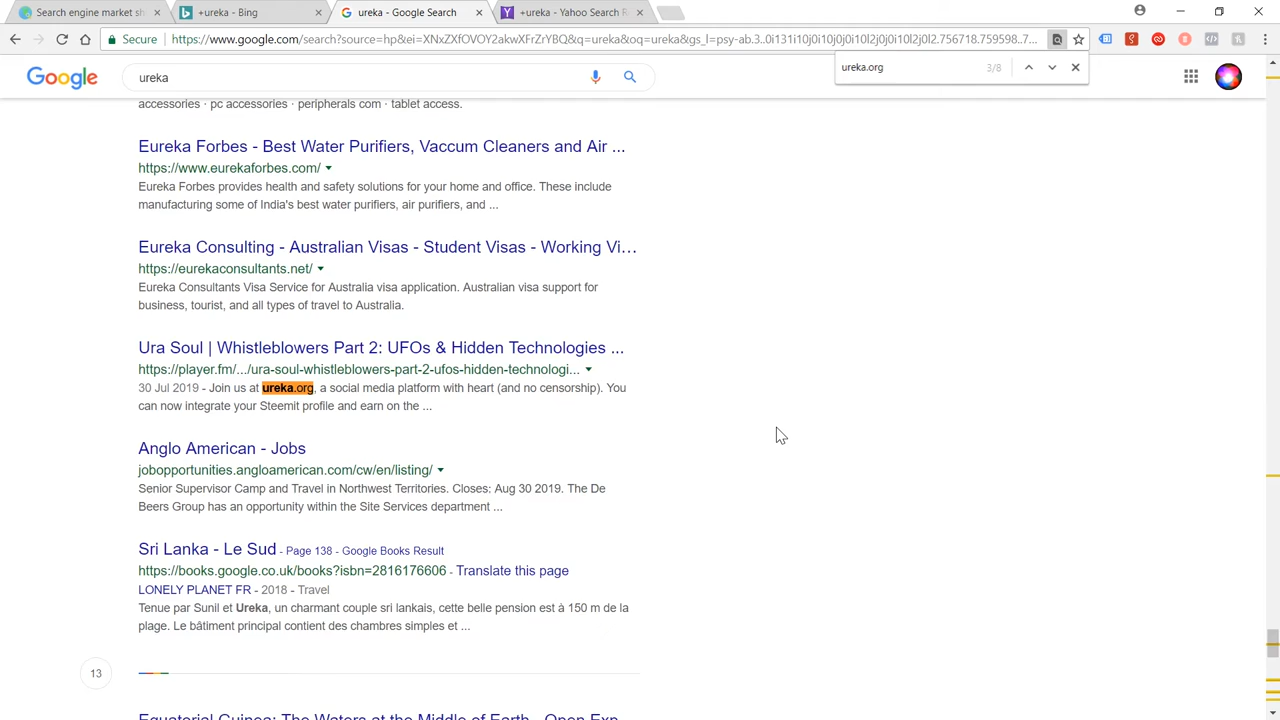 Search engine market sh
+ureka - Bing
ureka - Google Search
+ureka - Yahoo Search R
Secure
https://www.google.com/search?source=hp&ei=XNxZXfOVOY2akwXFrZrYBQ&q=ureka&oq=ureka&gs_l=psy-ab.3..0i131i10j0i10j0i10l2j0j0i10l2j0l2.756718.759598..7...
ureka.org
3/8
Google
ureka
accessories · pc accessories · peripherals com · tablet access.
Eureka Forbes - Best Water Purifiers, Vaccum Cleaners and Air ...
https://www.eurekaforbes.com/
Eureka Forbes provides health and safety solutions for your home and office. These include
manufacturing some of India's best water purifiers, air purifiers, and ...
Eureka Consulting - Australian Visas - Student Visas - Working Vi...
https://eurekaconsultants.net/
Eureka Consultants Visa Service for Australia visa application. Australian visa support for
business, tourist, and all types of travel to Australia.
Ura Soul | Whistleblowers Part 2: UFOs & Hidden Technologies ...
https://player.fm/.../ura-soul-whistleblowers-part-2-ufos-hidden-technologi...
30 Jul 2019 - Join us at ureka.org, a social media platform with heart (and no censorship). You
can now integrate your Steemit profile and earn on the ...
Anglo American - Jobs
jobopportunities.angloamerican.com/cw/en/listing/
Senior Supervisor Camp and Travel in Northwest Territories. Closes: Aug 30 2019. The De
Beers Group has an opportunity within the Site Services department ...
Sri Lanka - Le Sud - Page 138 - Google Books Result
https://books.google.co.uk/books?isbn=2816176606 - Translate this page
LONELY PLANET FR - 2018 - Travel
Tenue par Sunil et Ureka, un charmant couple sri lankais, cette belle pension est à 150 m de la
plage. Le bâtiment principal contient des chambres simples et ...
13
Equatorial Guinea: The Waters at the Middle of Earth - Open Exp...